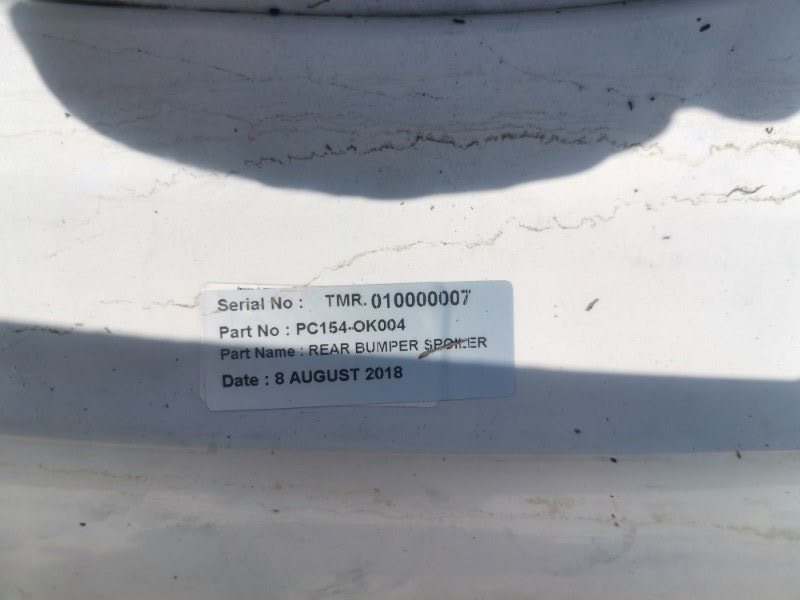 Serial No : TMR. 010000007
Part No : PC154-OK004
Part Name : REAR BUMPER SPOILER
Date : 8 AUGUST 2018